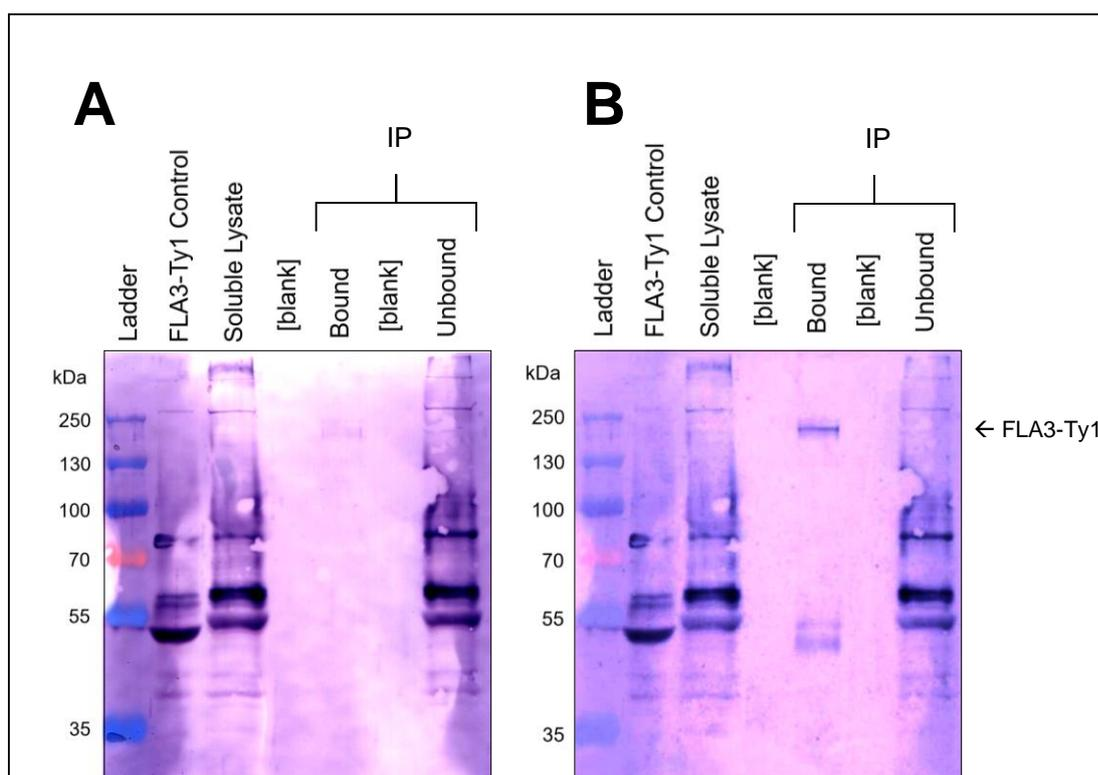 A
IP
Ladder
FLA3-Ty1 Control
Soluble Lysate
[blank]
Bound
[blank]
Unbound
kDa
250
130
100
70
55
35
B
IP
Ladder
FLA3-Ty1 Control
Soluble Lysate
[blank]
Bound
[blank]
Unbound
kDa
250
130
100
70
55
35
← FLA3-Ty1